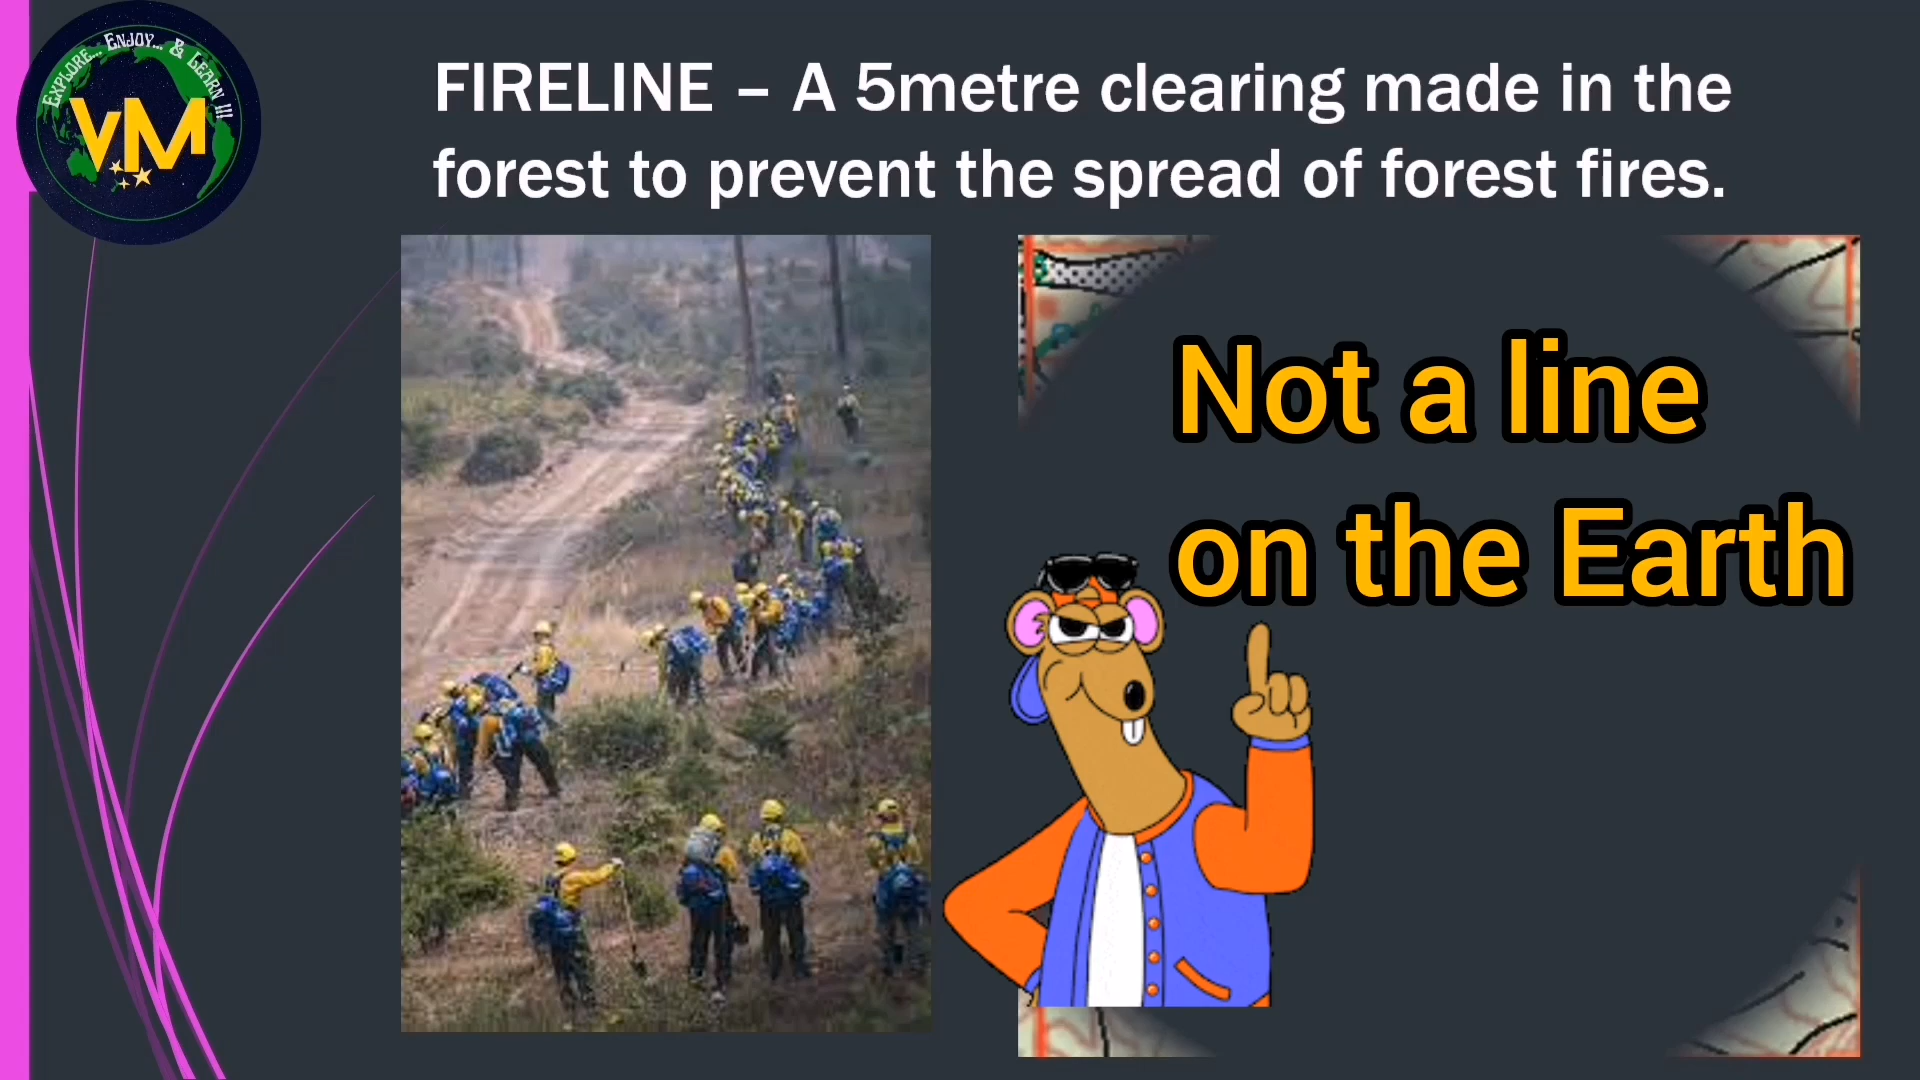 EXPLORE... ENJOY... & LEARN !!!
VM
FIRELINE – A 5metre clearing made in the
forest to prevent the spread of forest fires.
Not a line
on the Earth